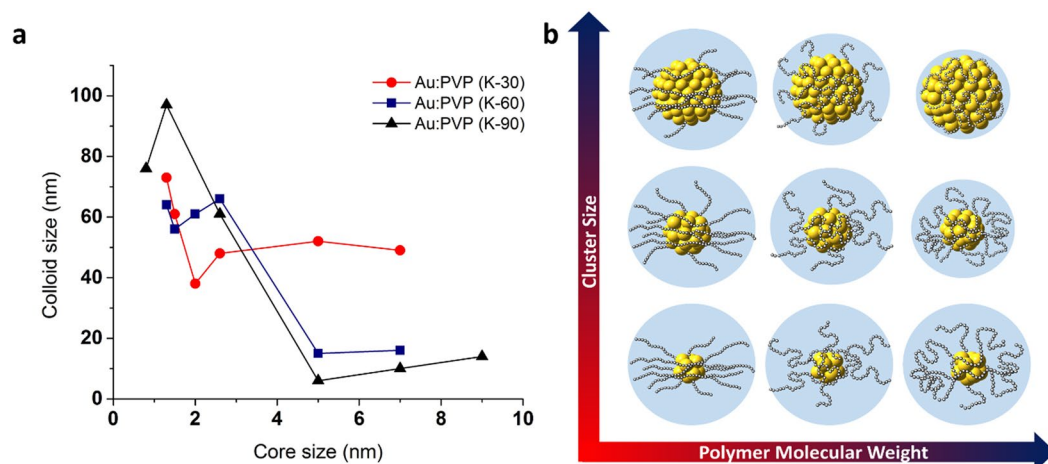 a
b
100
80
60
40
20
0
Colloid size (nm)
Au:PVP (K-30)
Au:PVP (K-60)
Au:PVP (K-90)
0 2 4 6 8 10
Core size (nm)
Cluster Size
Polymer Molecular Weight